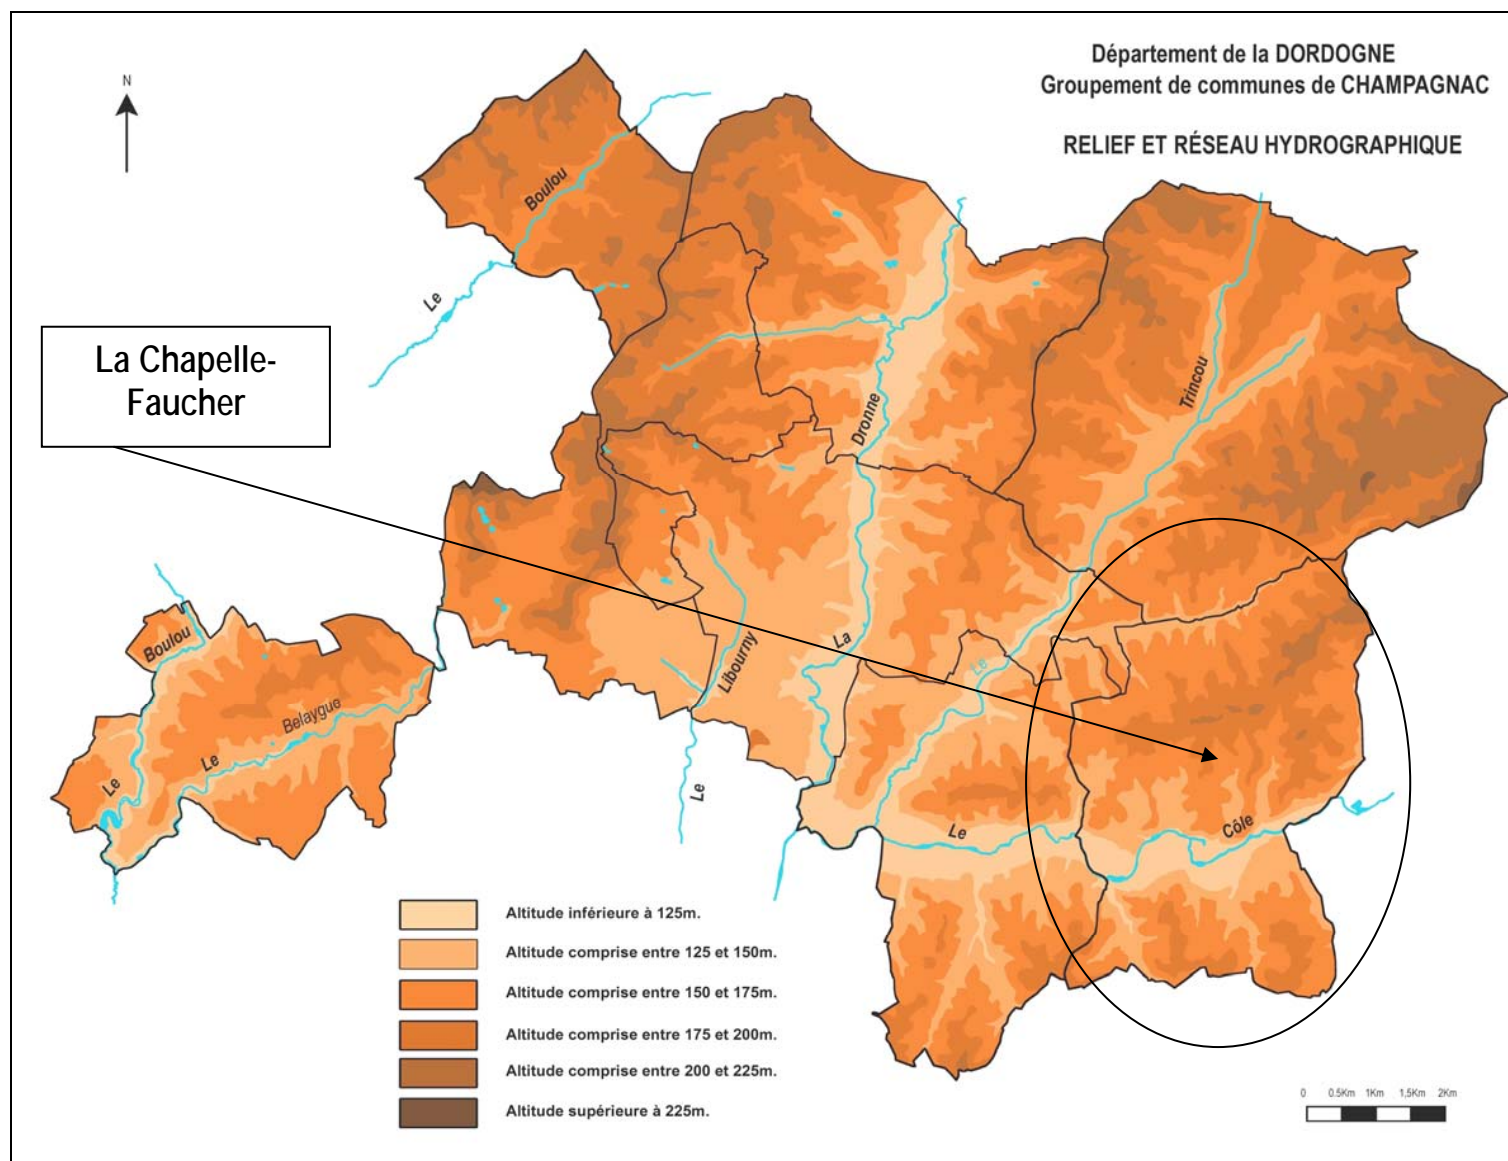 Département de la DORDOGNE
Groupement de communes de CHAMPAGNAC
RELIEF ET RÉSEAU HYDROGRAPHIQUE
N
Boulou
Le
La Chapelle-
Faucher
Dronne
La
Trincou
Le
Libourny
Le
Boulou
Le
Belaygue
Le
Le
Côle
Altitude inférieure à 125m.
Altitude comprise entre 125 et 150m.
Altitude comprise entre 150 et 175m.
Altitude comprise entre 175 et 200m.
Altitude comprise entre 200 et 225m.
Altitude supérieure à 225m.
0 0.5Km 1Km 1,5Km 2Km